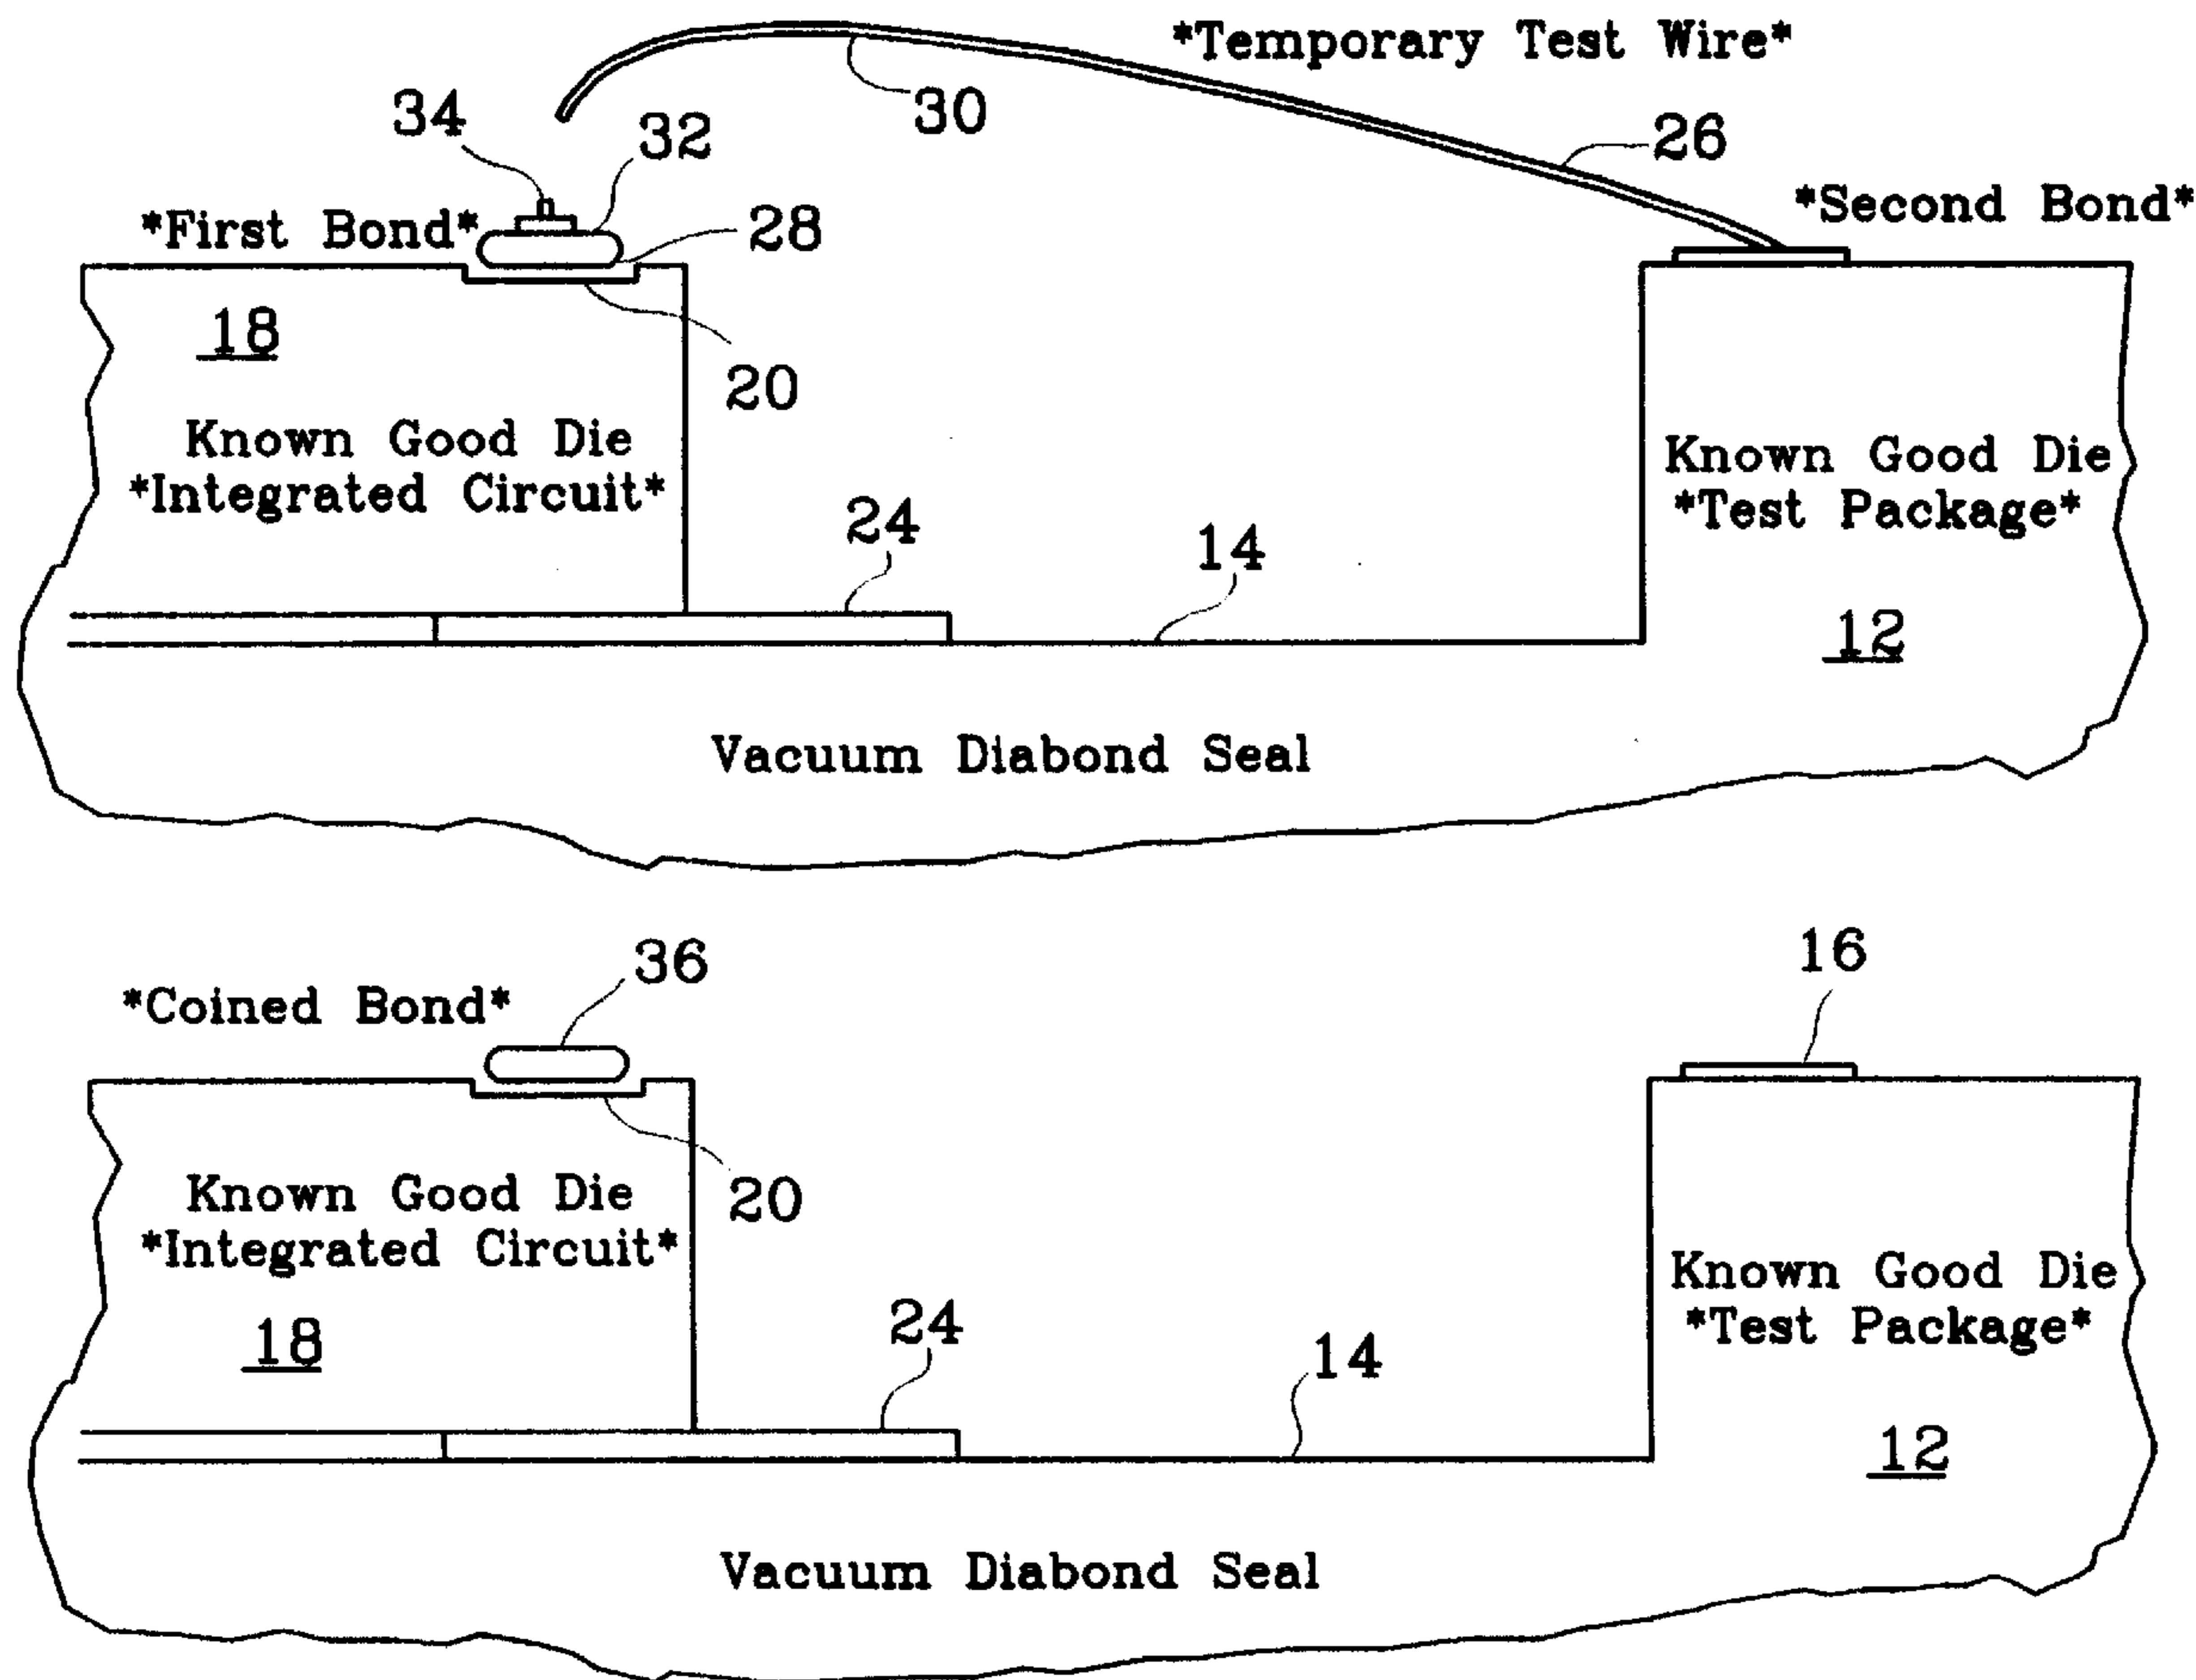 *Temporary Test Wire*
30
34
32
26
*First Bond*
28
*Second Bond*
18
20
Known Good Die
*Integrated Circuit*
Known Good Die
*Test Package*
24
14
12
Vacuum Diabond Seal
36
16
*Coined Bond*
Known Good Die
*Integrated Circuit*
20
Known Good Die
*Test Package*
18
24
14
12
Vacuum Diabond Seal